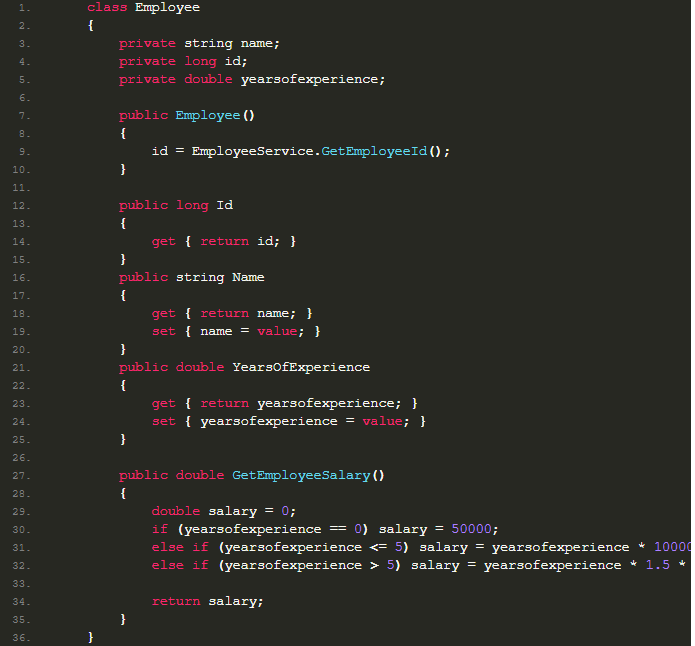 1. class Employee
2. {
3. private string name;
4. private long id;
5. private double yearsofexperience;
6.
7. public Employee()
8. {
9. id = EmployeeService.GetEmployeeId();
10. }
11.
12. public long Id
13. {
14. get { return id; }
15. }
16. public string Name
17. {
18. get { return name; }
19. set { name = value; }
20. }
21. public double YearsOfExperience
22. {
23. get { return yearsofexperience; }
24. set { yearsofexperience = value; }
25. }
26.
27. public double GetEmployeeSalary()
28. {
29. double salary = 0;
30. if (yearsofexperience == 0) salary = 50000;
31. else if (yearsofexperience <= 5) salary = yearsofexperience * 10000
32. else if (yearsofexperience > 5) salary = yearsofexperience * 1.5 *
33.
34. return salary;
35. }
36. }